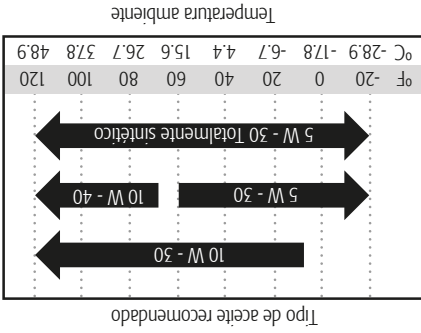 Tipo de aceite recomendado
10 W - 30
5 W - 30 10 W - 40
5 W - 30 Totalmente sintético
°F -20 0 20 40 60 80 100 120
°C -28.9 -17.8 -6.7 4.4 15.6 26.7 37.8 48.9
Temperatura ambiente